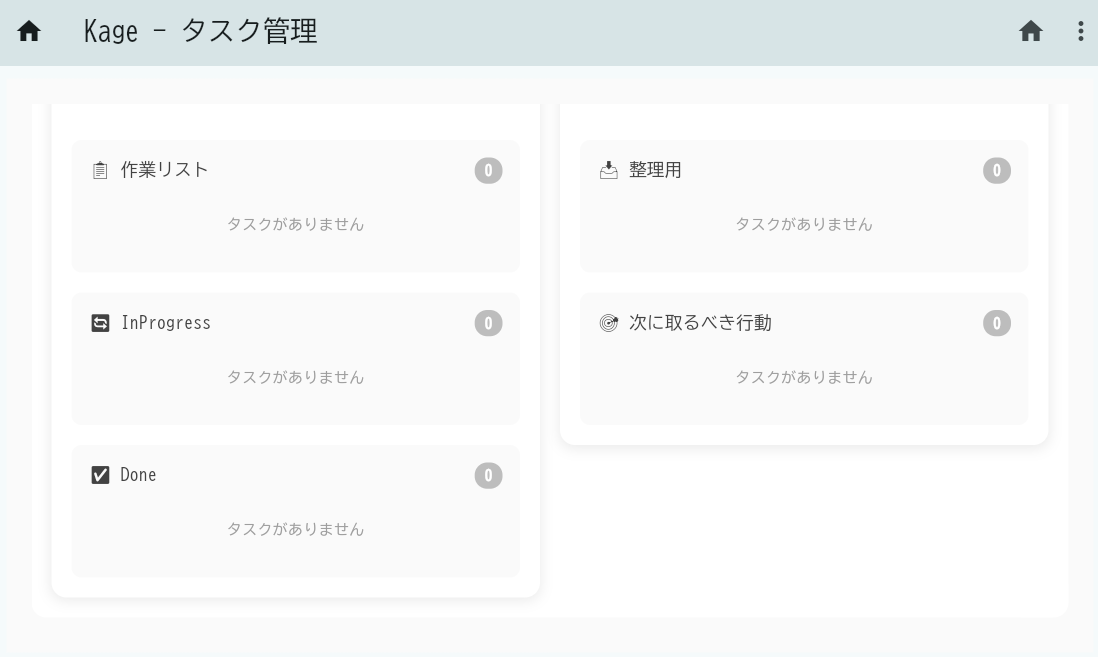 Kage - タスク管理
作業リスト 0
タスクがありません
InProgress 0
タスクがありません
Done 0
タスクがありません
整理用 0
タスクがありません
次に取るべき行動 0
タスクがありません